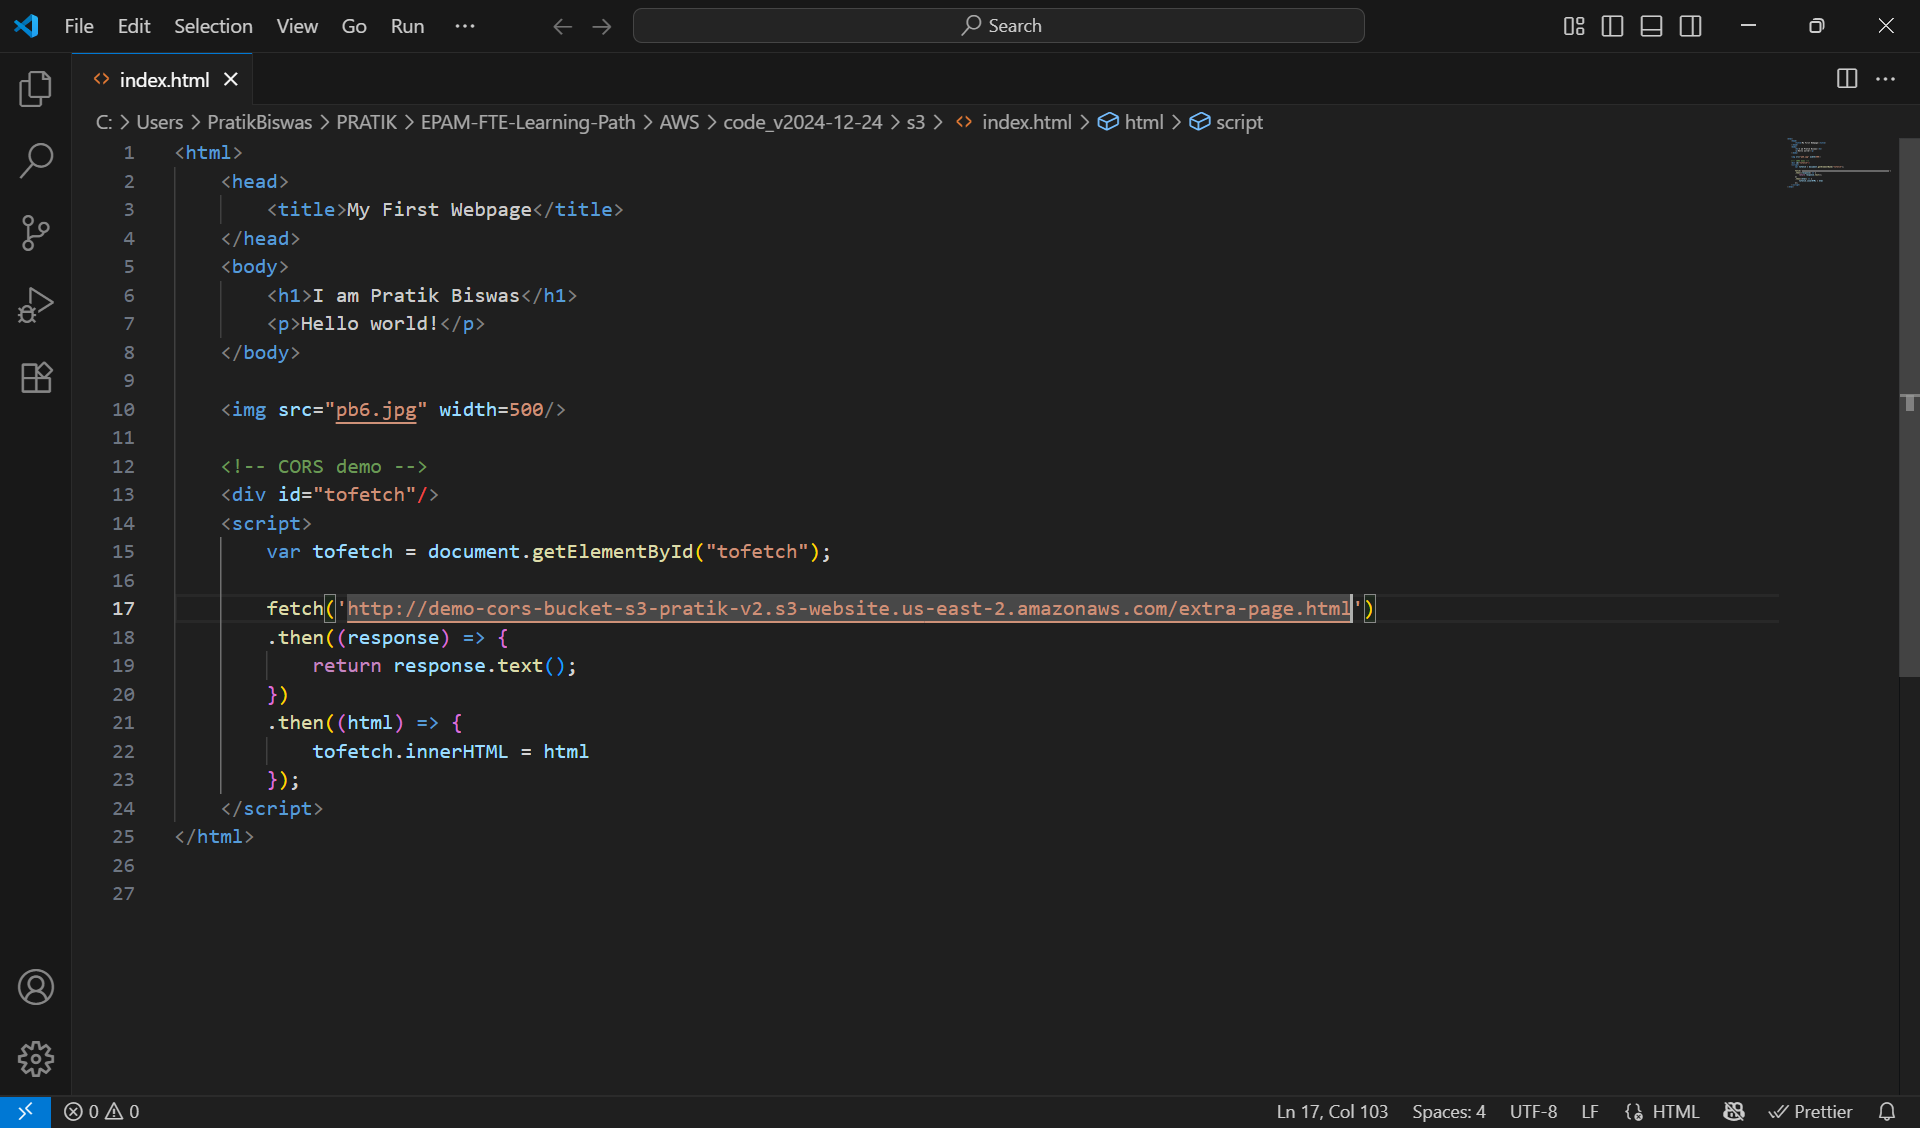 File Edit Selection View Go Run ··· Search
index.html
C: > Users > PratikBiswas > PRATIK > EPAM-FTE-Learning-Path > AWS > code_v2024-12-24 > s3 > <> index.html > html > script
1 <html>
2 <head>
3 <title>My First Webpage</title>
4 </head>
5 <body>
6 <h1>I am Pratik Biswas</h1>
7 <p>Hello world!</p>
8 </body>
9
10 <img src="pb6.jpg" width=500/>
11
12 <!-- CORS demo -->
13 <div id="tofetch"/>
14 <script>
15 var tofetch = document.getElementById("tofetch");
16
17 fetch('http://demo-cors-bucket-s3-pratik-v2.s3-website.us-east-2.amazonaws.com/extra-page.html')
18 .then((response) => {
19 return response.text();
20 })
21 .then((html) => {
22 tofetch.innerHTML = html
23 });
24 </script>
25 </html>
26
27
0 0 Ln 17, Col 103 Spaces: 4 UTF-8 LF HTML Prettier